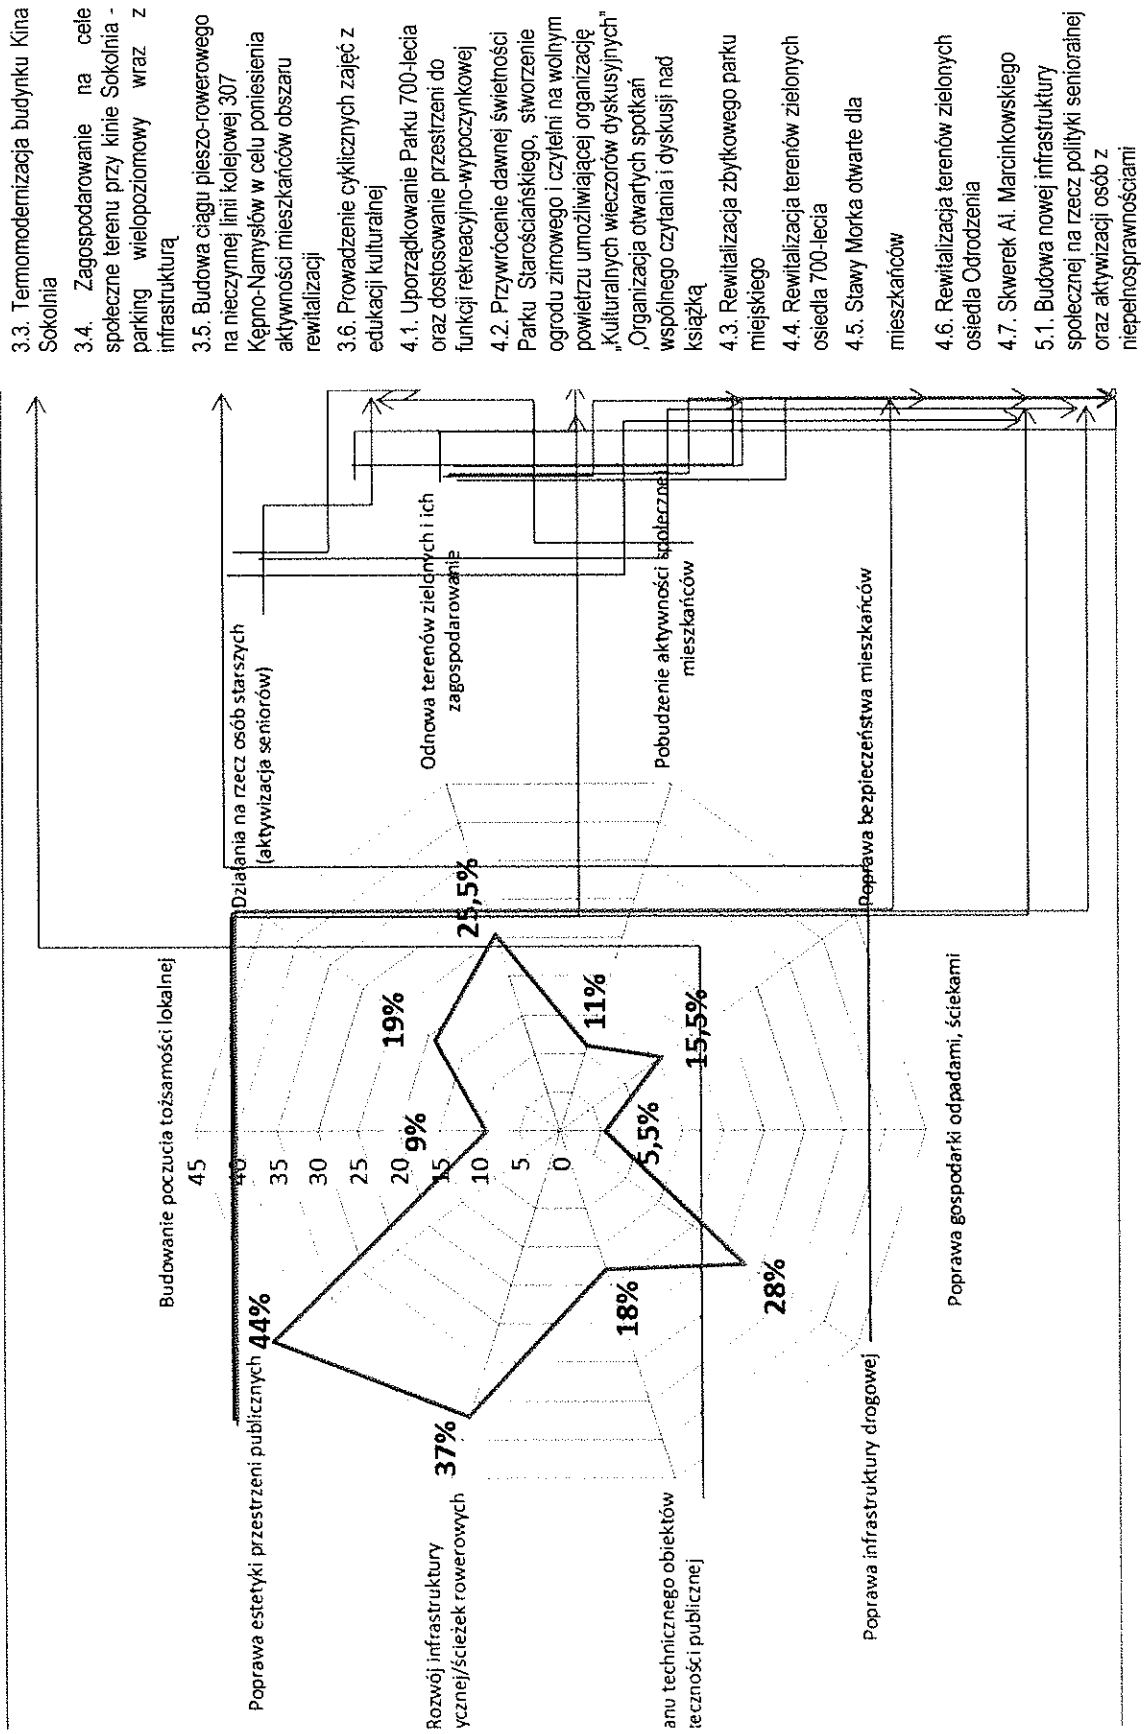 Budowanie poczucia tożsamości lokalnej
Poprawa estetyki przestrzeni publicznych
44%
45
40
35
30
25
20
15
10
5
0
9%
19%
Działania na rzecz osób starszych
(aktywizacja seniorów)
25,5%
Odnowa terenów zielonych i ich
zagospodarowanie
11%
Pobudzenie aktywności społecznej
mieszkańców
15,5%
Poprawa bezpieczeństwa mieszkańców
5,5%
Poprawa gospodarki odpadami, ściekami
28%
Poprawa infrastruktury drogowej
18%
anu technicznego obiektów
teczności publicznej
37%
Rozwój infrastruktury
ycznej/ścieżek rowerowych
3.3. Termomodernizacja budynku Kina
Sokolnia
3.4. Zagospodarowanie na cele
społeczne terenu przy kinie Sokolnia -
parking wielopoziomowy wraz z
infrastrukturą
3.5. Budowa ciągu pieszo-rowerowego
na nieczynnej linii kolejowej 307
Kępno-Namysłów w celu poniesienia
aktywności mieszkańców obszaru
rewitalizacji
3.6. Prowadzenie cyklicznych zajęć z
edukacji kulturalnej
4.1. Uporządkowanie Parku 700-lecia
oraz dostosowanie przestrzeni do
funkcji rekreacyjno-wypoczynkowej
4.2. Przywrócenie dawnej świetności
Parku Starościańskiego, stworzenie
ogrodu zimowego i czytelni na wolnym
powietrzu umożliwiającej organizację
„Kulturalnych wieczorów dyskusyjnych”
,Organizacja otwartych spotkań
wspólnego czytania i dyskusji nad
książką
4.3. Rewitalizacja zbytkowego parku
miejskiego
4.4. Rewitalizacja terenów zielonych
osiedla 700-lecia
4.5. Stawy Morka otwarte dla
mieszkańców
4.6. Rewitalizacja terenów zielonych
osiedla Odrodzenia
4.7. Skwerek Al. Marcinkowskiego
5.1. Budowa nowej infrastruktury
społecznej na rzecz polityki senioralnej
oraz aktywizacji osób z
niepełnosprawnościami